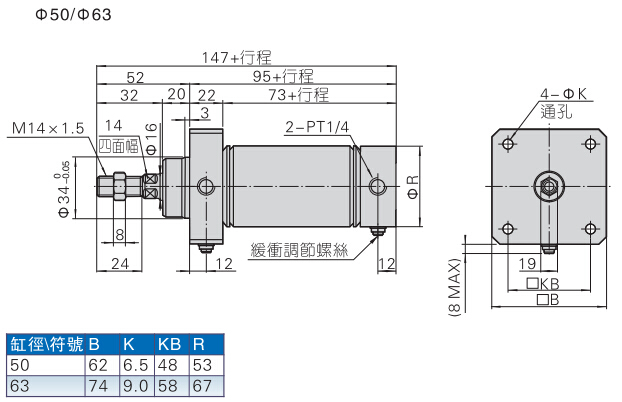 Φ50/Φ63
147+行程
52
95+行程
32
20
22
73+行程
3
M14×1.5
14
四面幅
Φ16
2-PT1/4
4-ΦK
通孔
Φ34 0 -0.05
ΦR
8
24
12
緩衝調節螺絲
12
19
(8 MAX)
□KB
□B
缸徑\符號 B K KB R
50 62 6.5 48 53
63 74 9.0 58 67